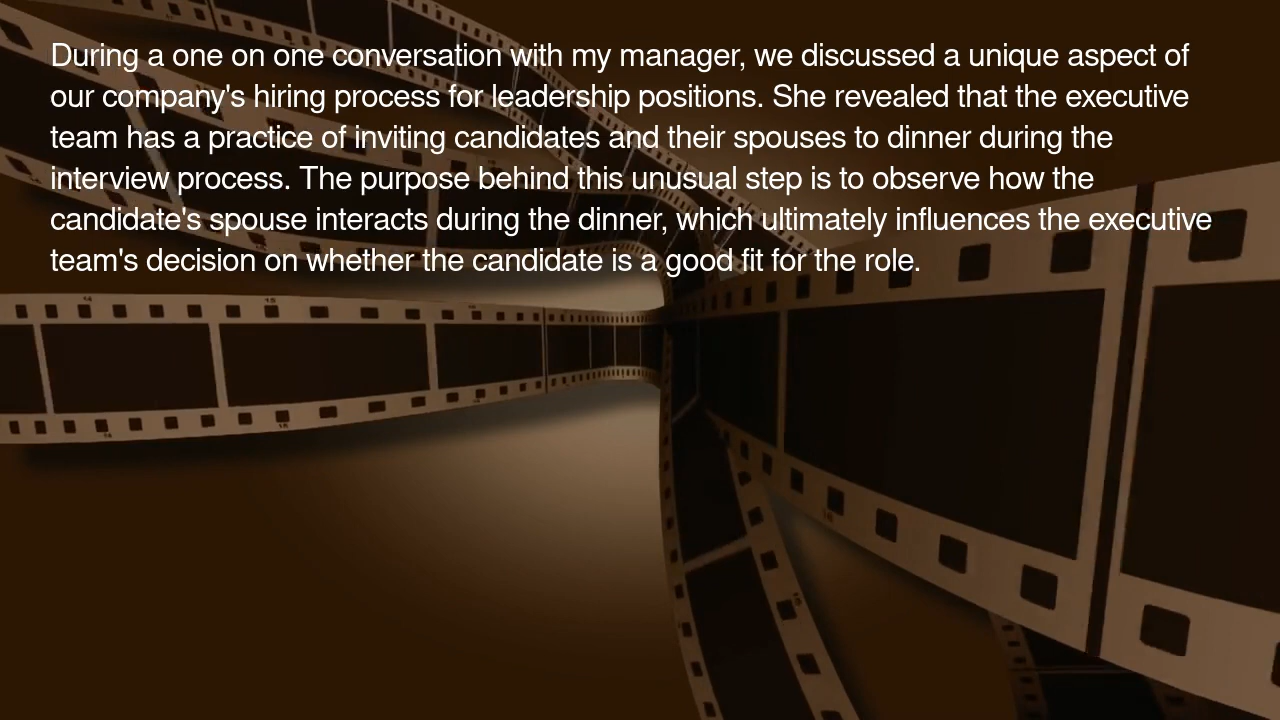 During a one on one conversation with my manager, we discussed a unique aspect of
our company's hiring process for leadership positions. She revealed that the executive
team has a practice of inviting candidates and their spouses to dinner during the
interview process. The purpose behind this unusual step is to observe how the
candidate's spouse interacts during the dinner, which ultimately influences the executive
team's decision on whether the candidate is a good fit for the role.